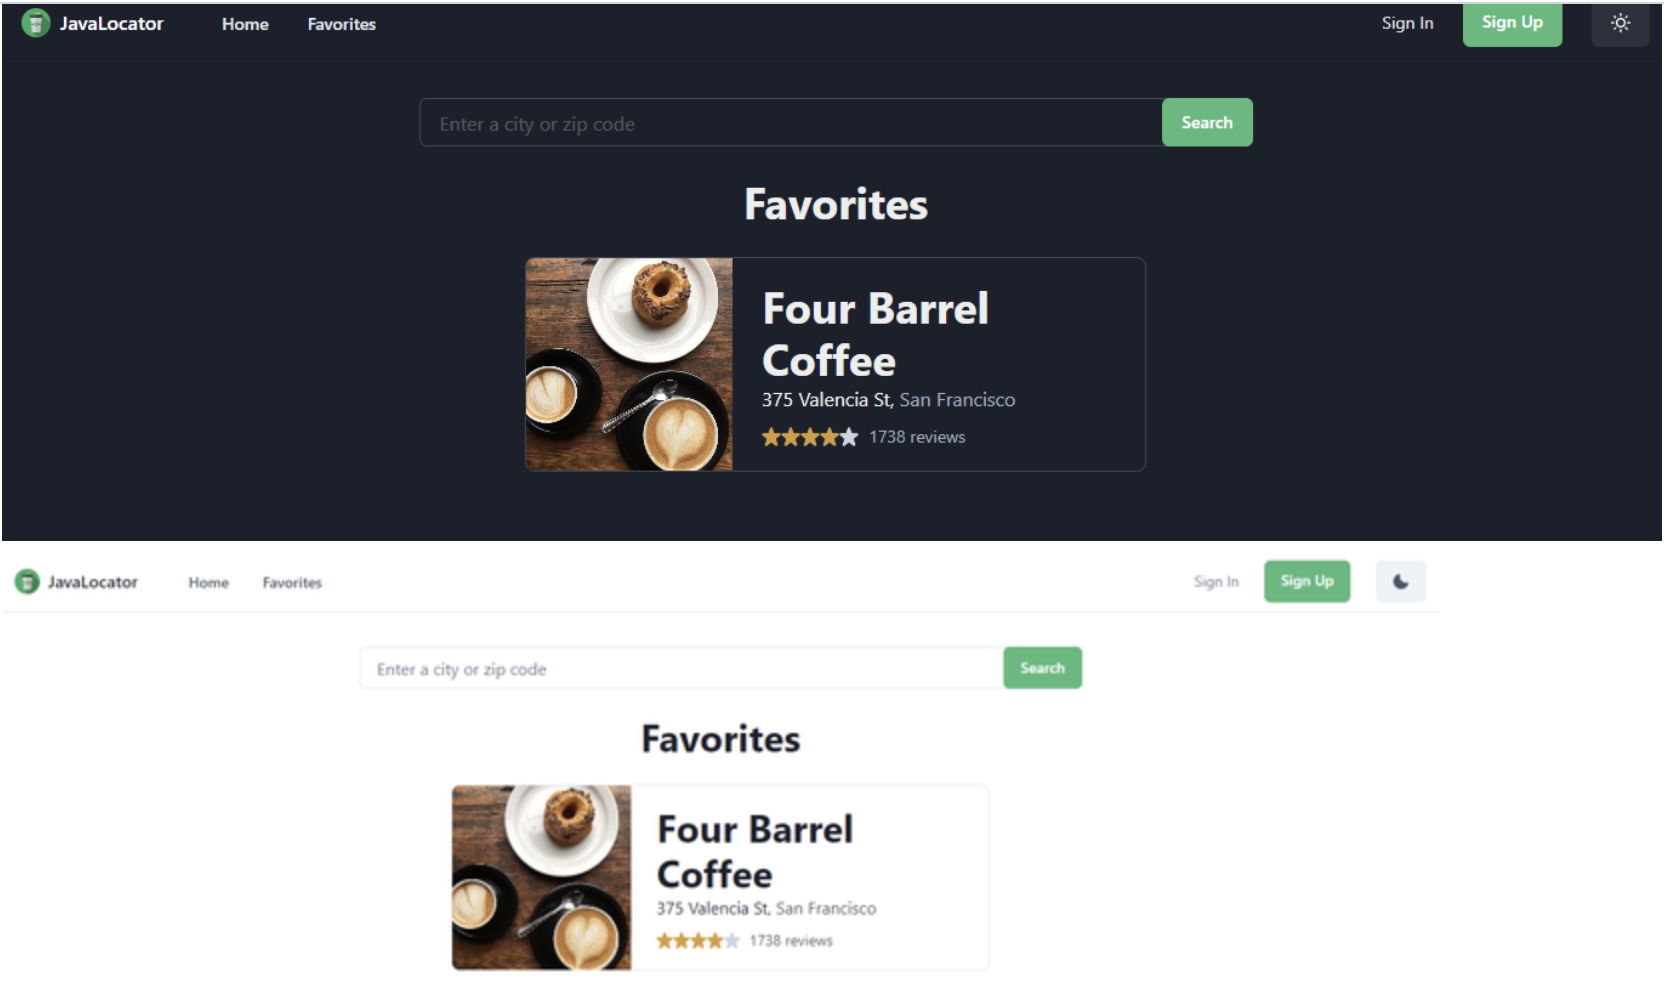 JavaLocator Home Favorites Sign In Sign Up
Enter a city or zip code Search
Favorites
Four Barrel
Coffee
375 Valencia St, San Francisco
1738 reviews
JavaLocator Home Favorites Sign In Sign Up
Enter a city or zip code Search
Favorites
Four Barrel
Coffee
375 Valencia St, San Francisco
1738 reviews